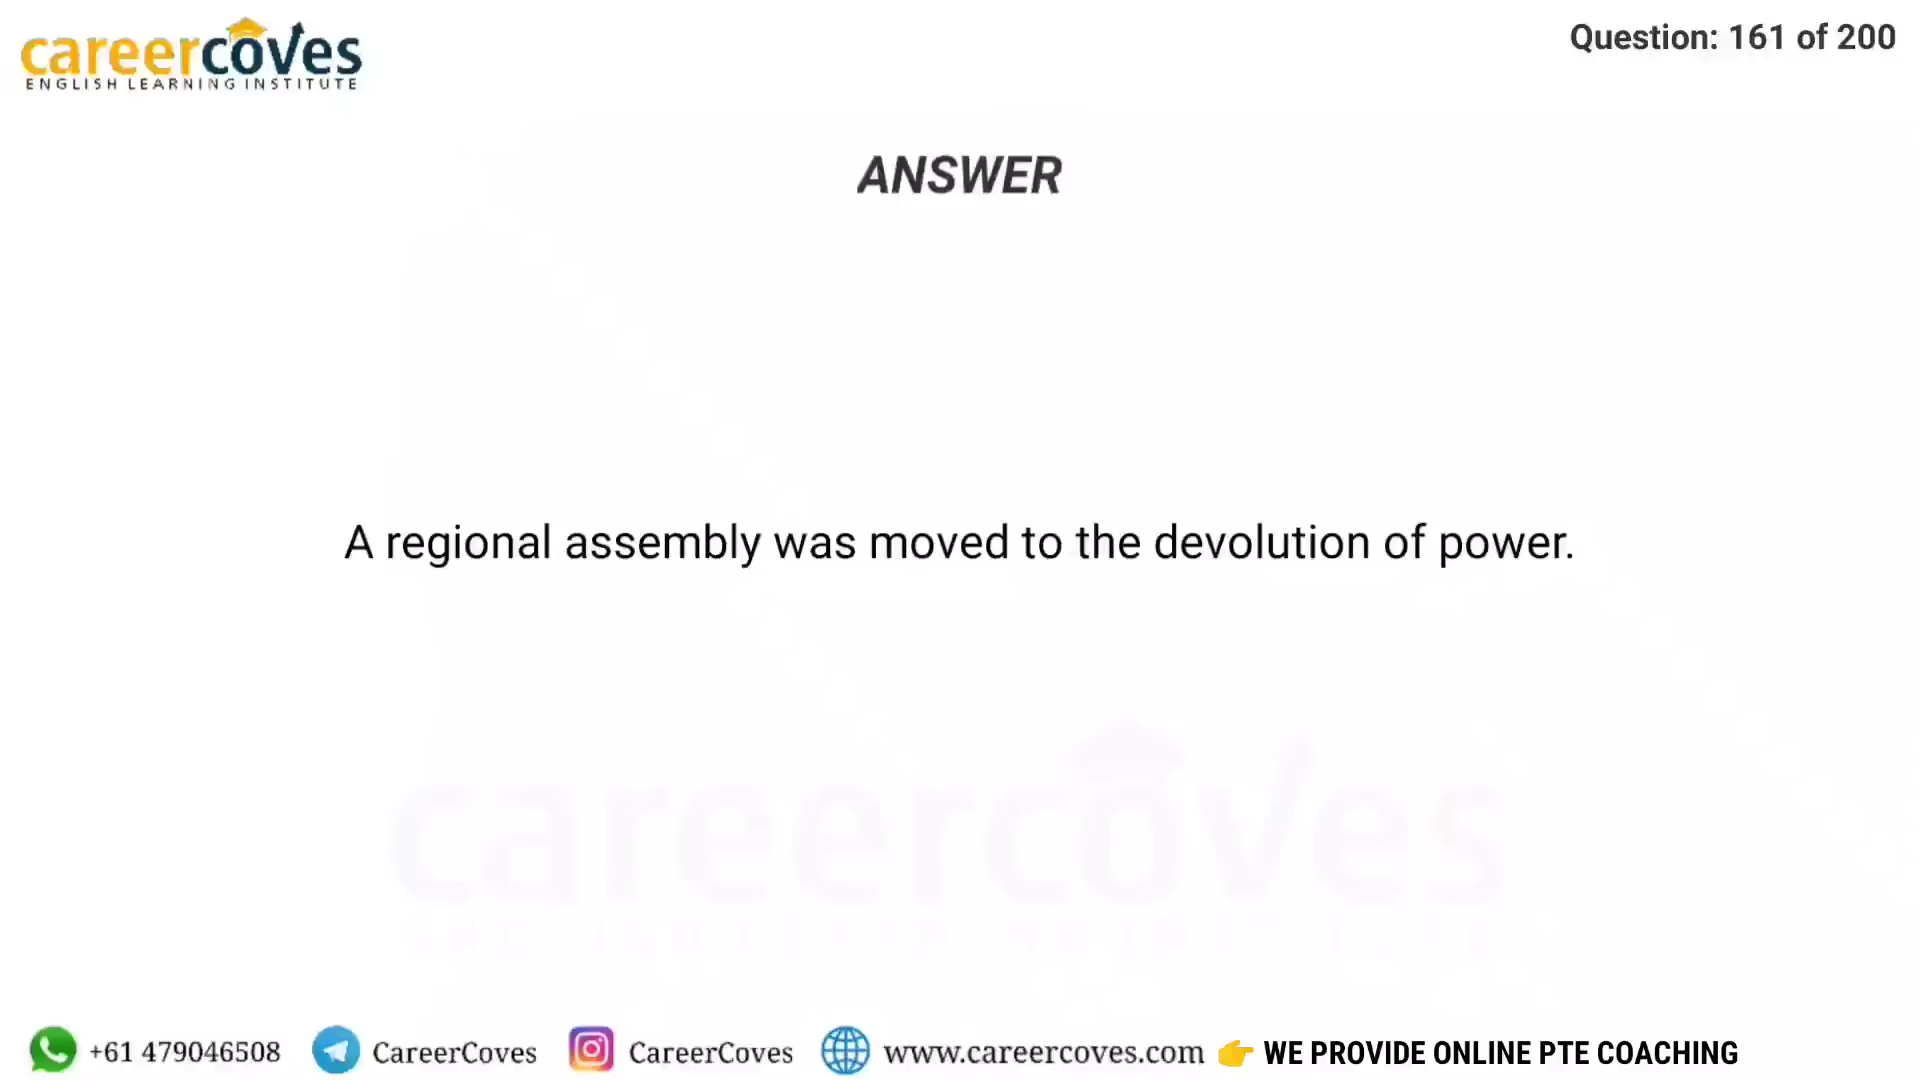 careercoves
ENGLISH LEARNING INSTITUTE
Question: 161 of 200
ANSWER
A regional assembly was moved to the devolution of power.
careercoves
+61 479046508 CareerCoves CareerCoves www.careercoves.com WE PROVIDE ONLINE PTE COACHING